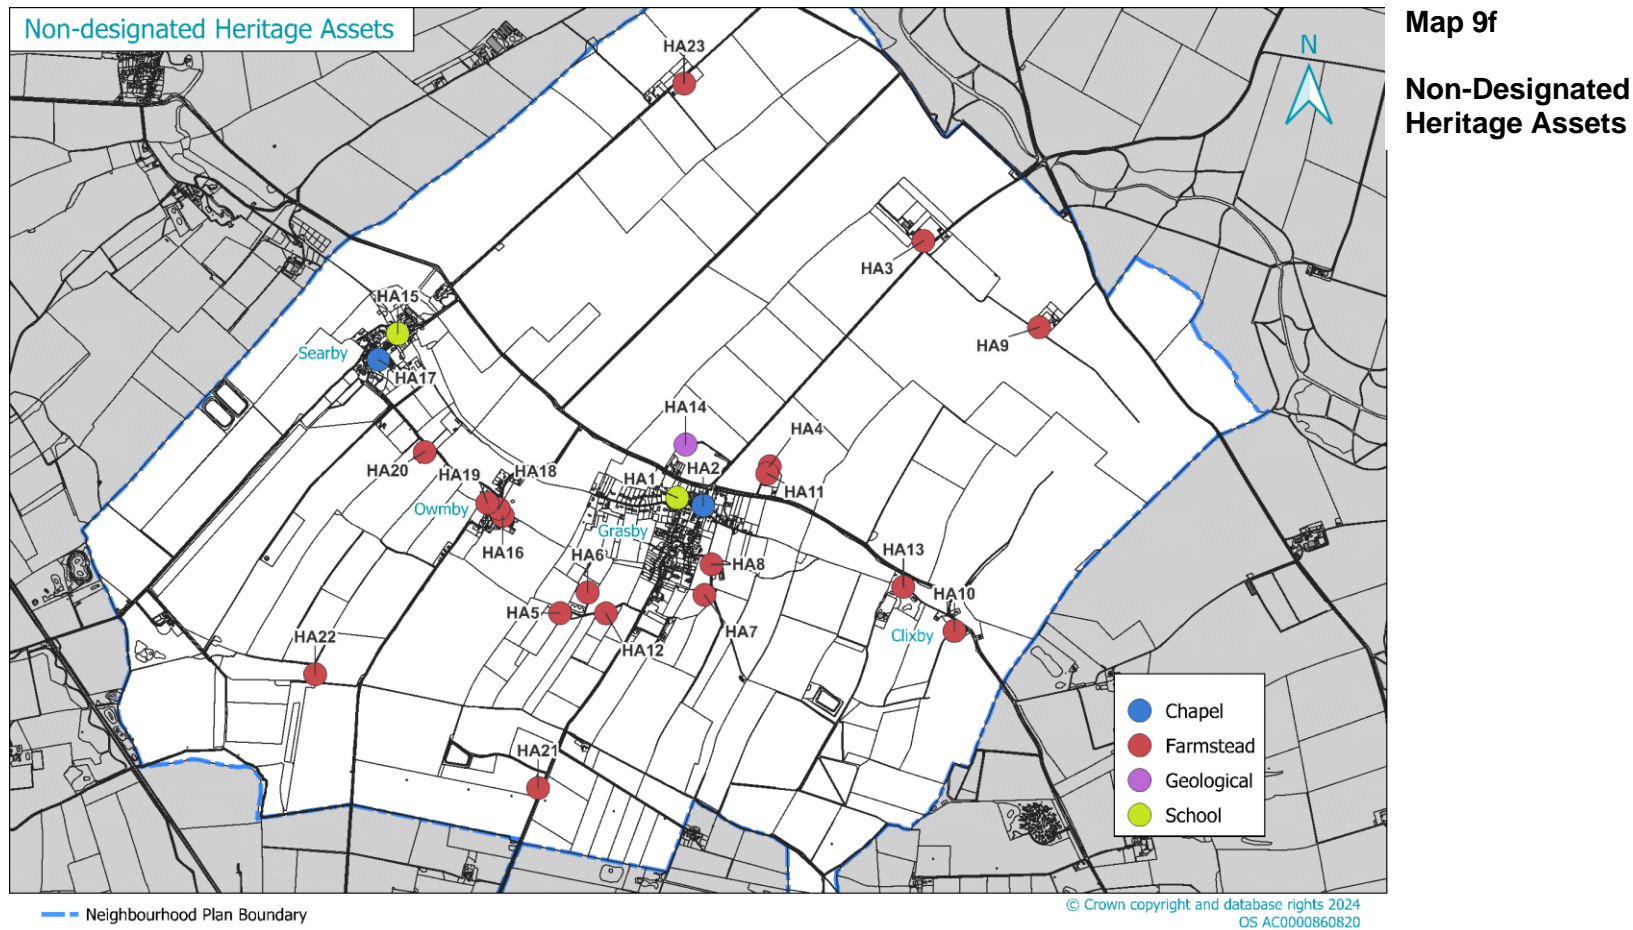 Non-designated Heritage Assets
Map 9f
Non-Designated
Heritage Assets
N
HA23
HA3
HA9
HA15
Searby
HA17
HA14
HA4
HA20
HA19
HA18
HA1
HA2
HA11
Owmby
Grasby
HA16
HA6
HA8
HA13
HA10
HA5
HA7
HA12
Clixby
HA22
HA21
Chapel
Farmstead
Geological
School
Neighbourhood Plan Boundary
© Crown copyright and database rights 2024
OS AC0000860820